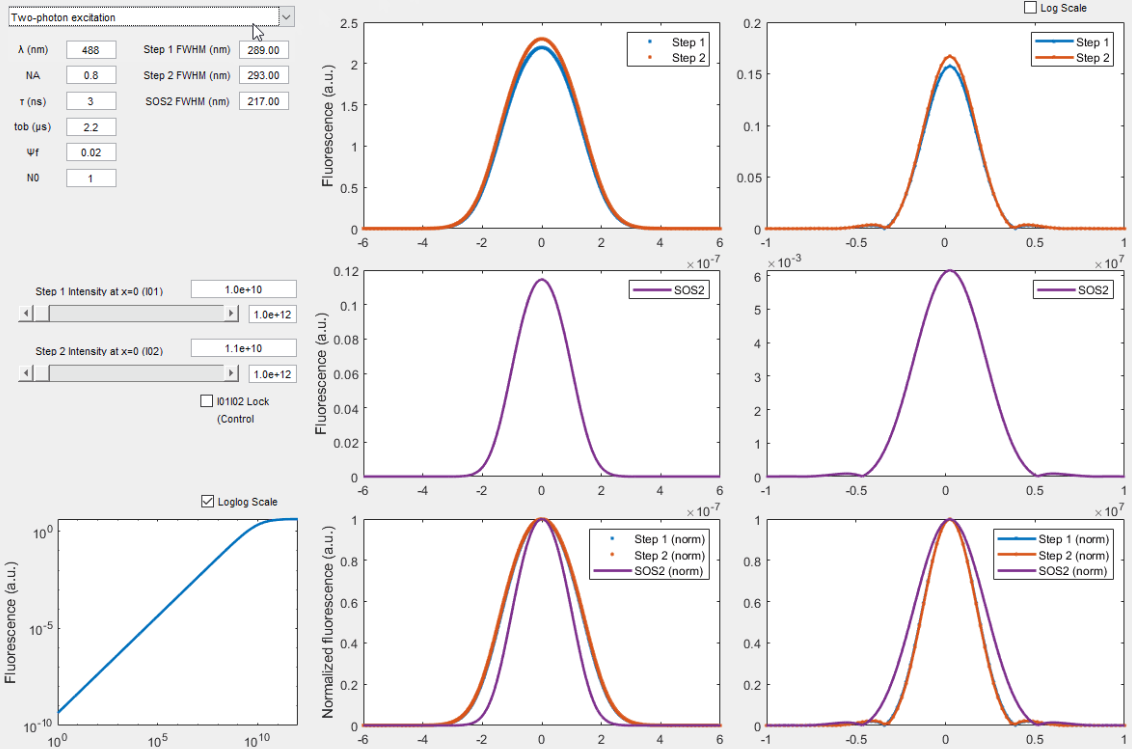 Two-photon excitation
λ (nm) 488 Step 1 FWHM (nm) 289.00
NA 0.8 Step 2 FWHM (nm) 293.00
τ (ns) 3 SOS2 FWHM (nm) 217.00
tob (µs) 2.2
Ψf 0.02
N0 1
Step 1 Intensity at x=0 (I01) 1.0e+10
1.0e+12
Step 2 Intensity at x=0 (I02) 1.1e+10
1.0e+12
I01I02 Lock
(Control
Loglog Scale
Fluorescence (a.u.)
10^0
10^-5
10^-10
10^0 10^5 10^10
Fluorescence (a.u.)
2.5
2
1.5
1
0.5
0
-6 -4 -2 0 2 4 6
×10^-7
Step 1
Step 2
Log Scale
0.15
0.1
0.05
0
-1 -0.5 0 0.5 1
×10^7
Step 1
Step 2
Fluorescence (a.u.)
0.12
0.10
0.08
0.06
0.04
0.02
0
-6 -4 -2 0 2 4 6
×10^-7
SOS2
×10^-3
6
5
4
3
2
1
0
-1 -0.5 0 0.5 1
×10^7
SOS2
Normalized fluorescence (a.u.)
1
0.8
0.6
0.4
0.2
0
-6 -4 -2 0 2 4 6
Step 1 (norm)
Step 2 (norm)
SOS2 (norm)
1
0.8
0.6
0.4
0.2
0
-1 -0.5 0 0.5 1
Step 1 (norm)
Step 2 (norm)
SOS2 (norm)